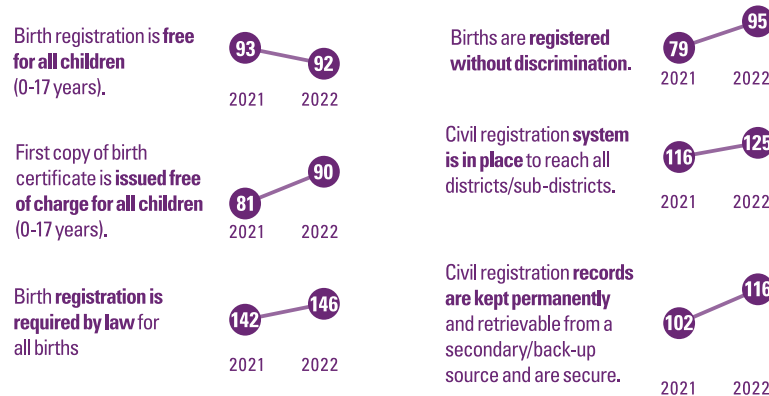 Birth registration is free
for all children
(0-17 years).
93
92
2021 2022
First copy of birth
certificate is issued free
of charge for all children
(0-17 years).
81
90
2021 2022
Birth registration is
required by law for
all births
142
146
2021 2022
Births are registered
without discrimination.
79
95
2021 2022
Civil registration system
is in place to reach all
districts/sub-districts.
116
125
2021 2022
Civil registration records
are kept permanently
and retrievable from a
secondary/back-up
source and are secure.
102
116
2021 2022